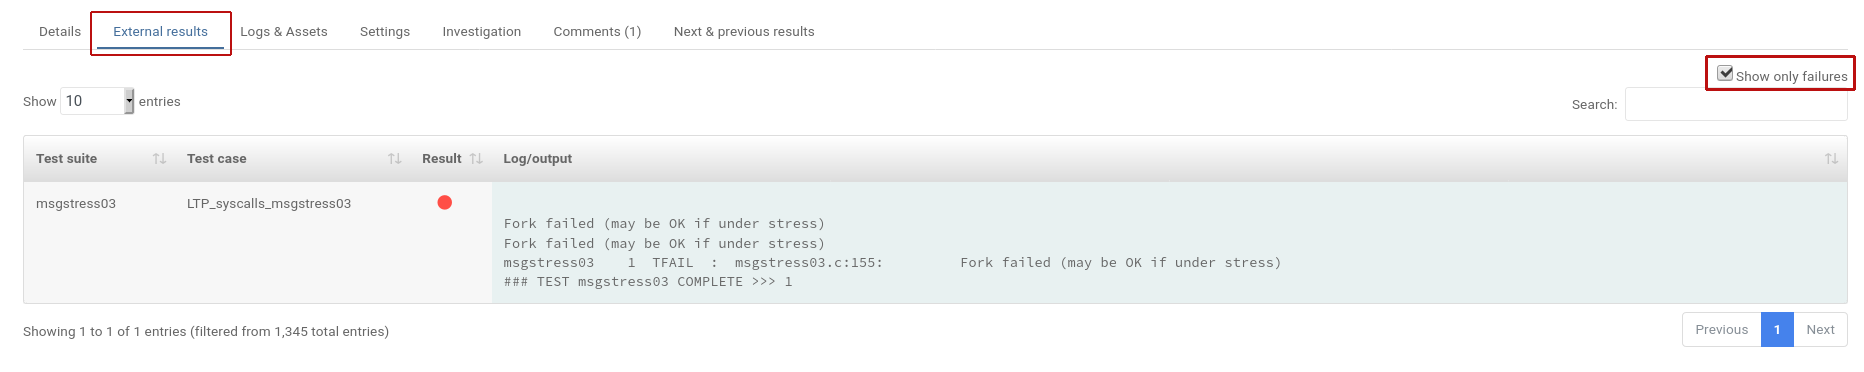 Details External results Logs & Assets Settings Investigation Comments (1) Next & previous results
Show only failures
Show 10 entries
Search:
Test suite Test case Result Log/output
msgstress03 LTP_syscalls_msgstress03
Fork failed (may be OK if under stress)
Fork failed (may be OK if under stress)
msgstress03    1  TFAIL  :  msgstress03.c:155:         Fork failed (may be OK if under stress)
### TEST msgstress03 COMPLETE >>> 1
Showing 1 to 1 of 1 entries (filtered from 1,345 total entries)
Previous 1 Next